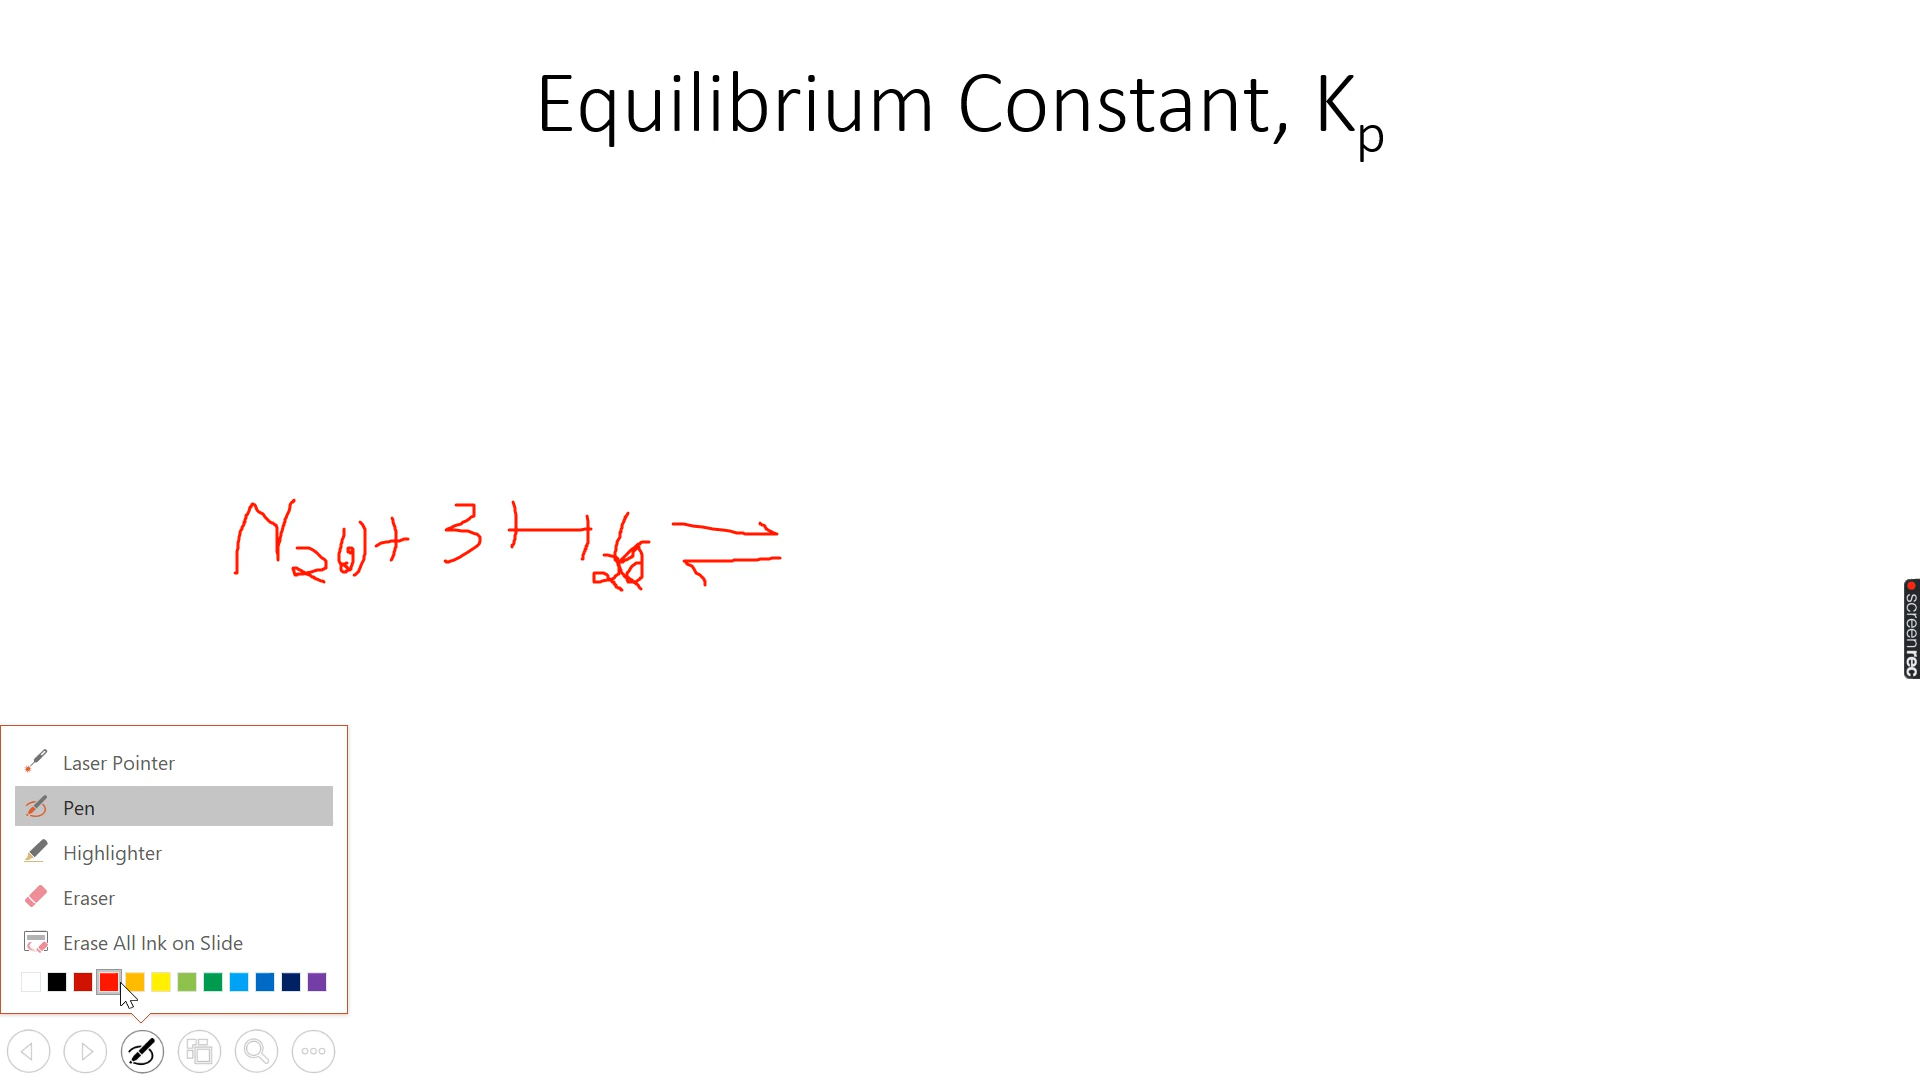 Equilibrium Constant, Kₚ
N₂(g) + 3 H₂(g) ⇌
Laser Pointer
Pen
Highlighter
Eraser
Erase All Ink on Slide
screenrec